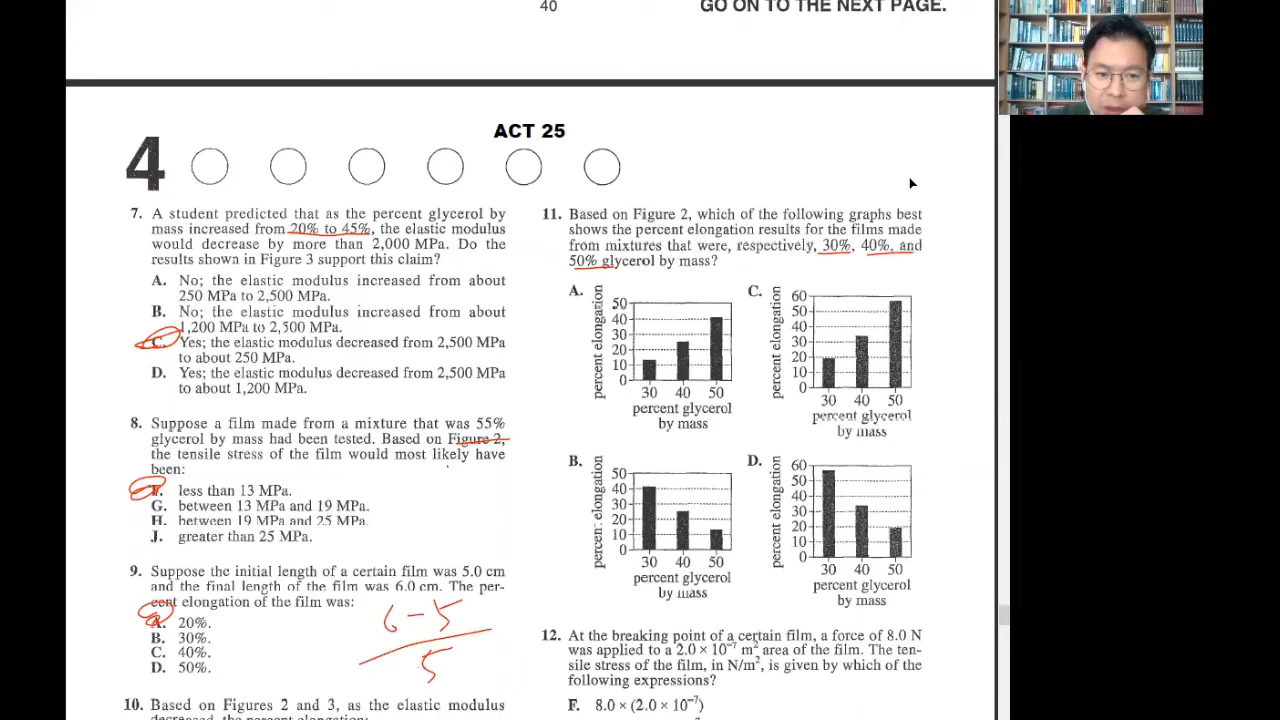 40
GO ON TO THE NEXT PAGE.
ACT 25
4
7. A student predicted that as the percent glycerol by
mass increased from 20% to 45%, the elastic modulus
would decrease by more than 2,000 MPa. Do the
results shown in Figure 3 support this claim?
A. No; the elastic modulus increased from about
250 MPa to 2,500 MPa.
B. No; the elastic modulus increased from about
1,200 MPa to 2,500 MPa.
C. Yes; the elastic modulus decreased from 2,500 MPa
to about 250 MPa.
D. Yes; the elastic modulus decreased from 2,500 MPa
to about 1,200 MPa.
8. Suppose a film made from a mixture that was 55%
glycerol by mass had been tested. Based on Figure 2,
the tensile stress of the film would most likely have
been:
F. less than 13 MPa.
G. between 13 MPa and 19 MPa.
H. between 19 MPa and 25 MPa.
J. greater than 25 MPa.
9. Suppose the initial length of a certain film was 5.0 cm
and the final length of the film was 6.0 cm. The per-
cent elongation of the film was:
A. 20%.
B. 30%.
C. 40%.
D. 50%.
6 - 5
5
10. Based on Figures 2 and 3, as the elastic modulus
decreased, the percent elongation:
11. Based on Figure 2, which of the following graphs best
shows the percent elongation results for the films made
from mixtures that were, respectively, 30%, 40%, and
50% glycerol by mass?
A.
percent elongation
50
40
30
20
10
0
30 40 50
percent glycerol
by mass
C.
percent elongation
60
50
40
30
20
10
0
30 40 50
percent glycerol
by mass
B.
percent elongation
50
40
30
20
10
0
30 40 50
percent glycerol
by mass
D.
percent elongation
60
50
40
30
20
10
0
30 40 50
percent glycerol
by mass
12. At the breaking point of a certain film, a force of 8.0 N
was applied to a 2.0 × 10⁻⁷ m² area of the film. The ten-
sile stress of the film, in N/m², is given by which of the
following expressions?
F. 8.0 × (2.0 × 10⁻⁷)